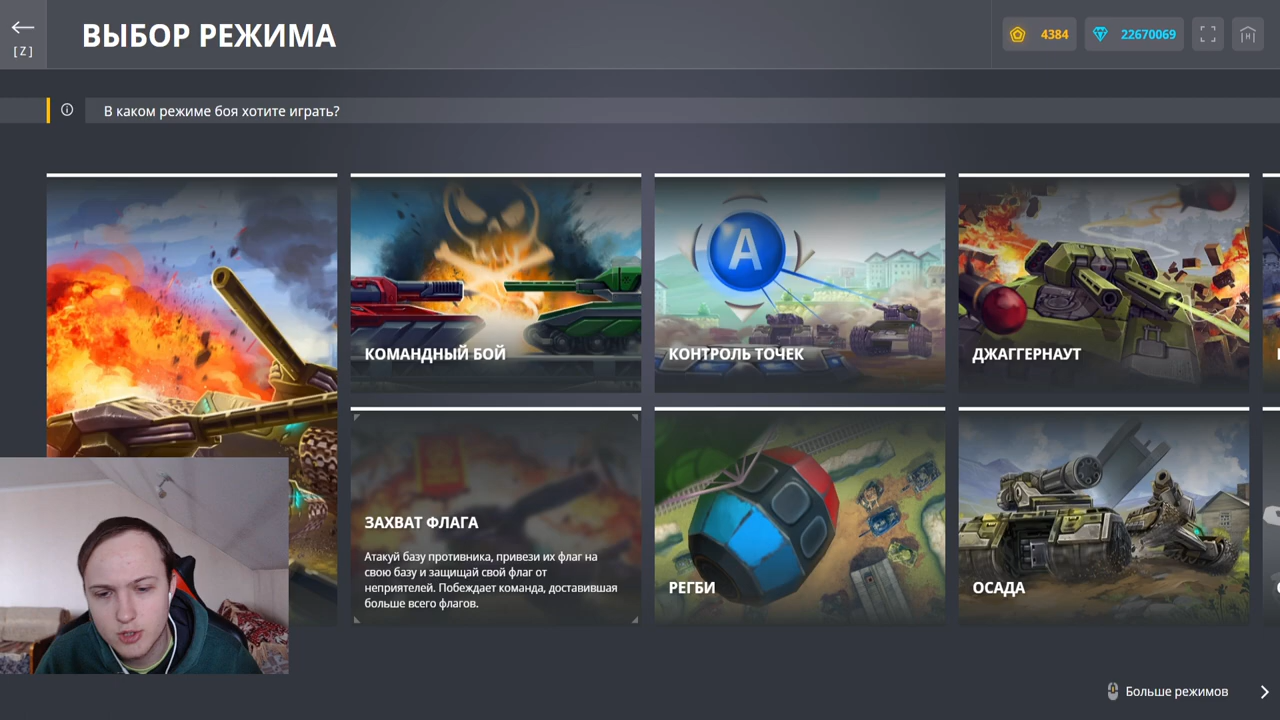 ВЫБОР РЕЖИМА
4384
22670069
[Z]
В каком режиме боя хотите играть?
A
КОМАНДНЫЙ БОЙ
КОНТРОЛЬ ТОЧЕК
ДЖАГГЕРНАУТ
ЗАХВАТ ФЛАГА
Атакуй базу противника, привези их флаг на
свою базу и защищай свой флаг от
неприятелей. Побеждает команда, доставившая
больше всего флагов.
РЕГБИ
ОСАДА
Больше режимов